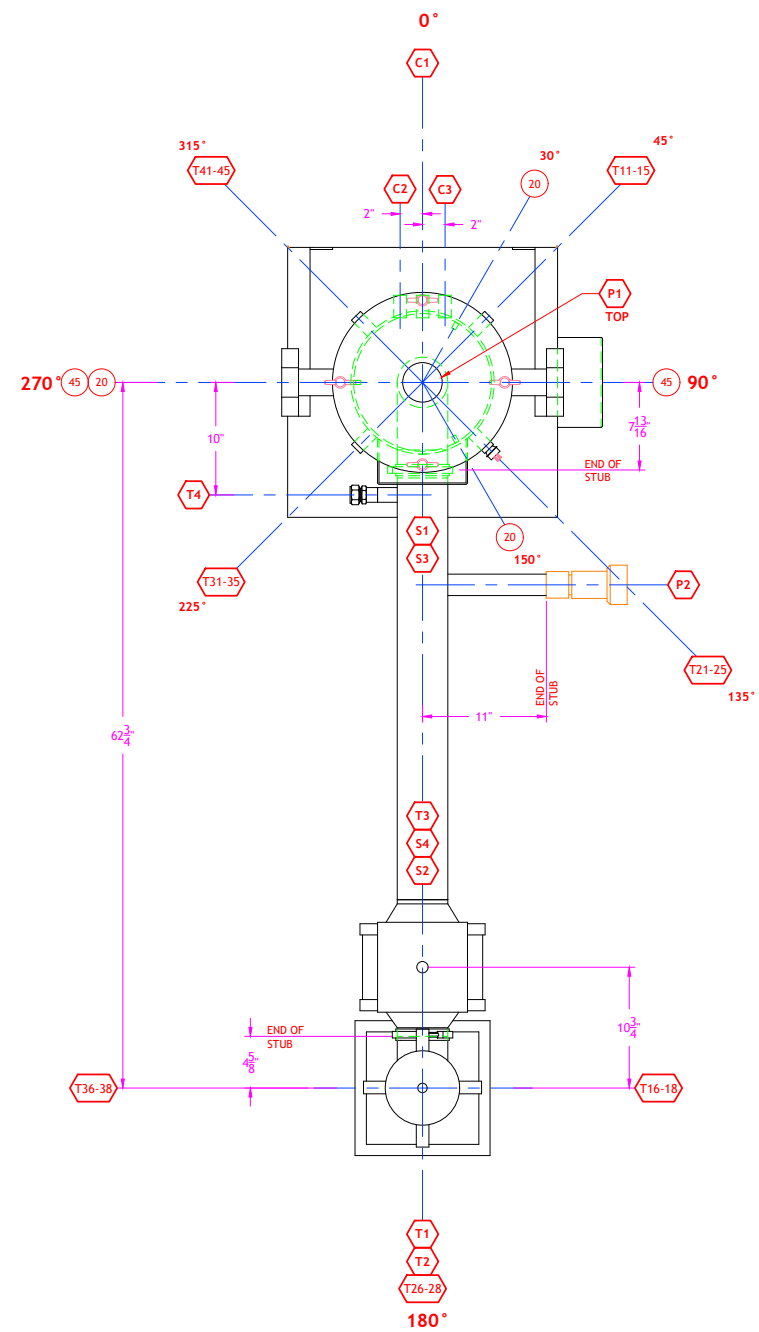 0°
C1
315°
45°
30°
T41-45
T11-15
20
C2
C3
2"
2"
P1
TOP
270°
45
20
45
90°
7 13/16"
10"
END OF
STUB
T4
S1
20
S3
150°
T31-35
P2
225°
T21-25
END OF
STUB
135°
11"
62 3/4"
T3
S4
S2
10 3/4"
END OF
STUB
4 5/8"
T36-38
T16-18
T1
T2
T26-28
180°